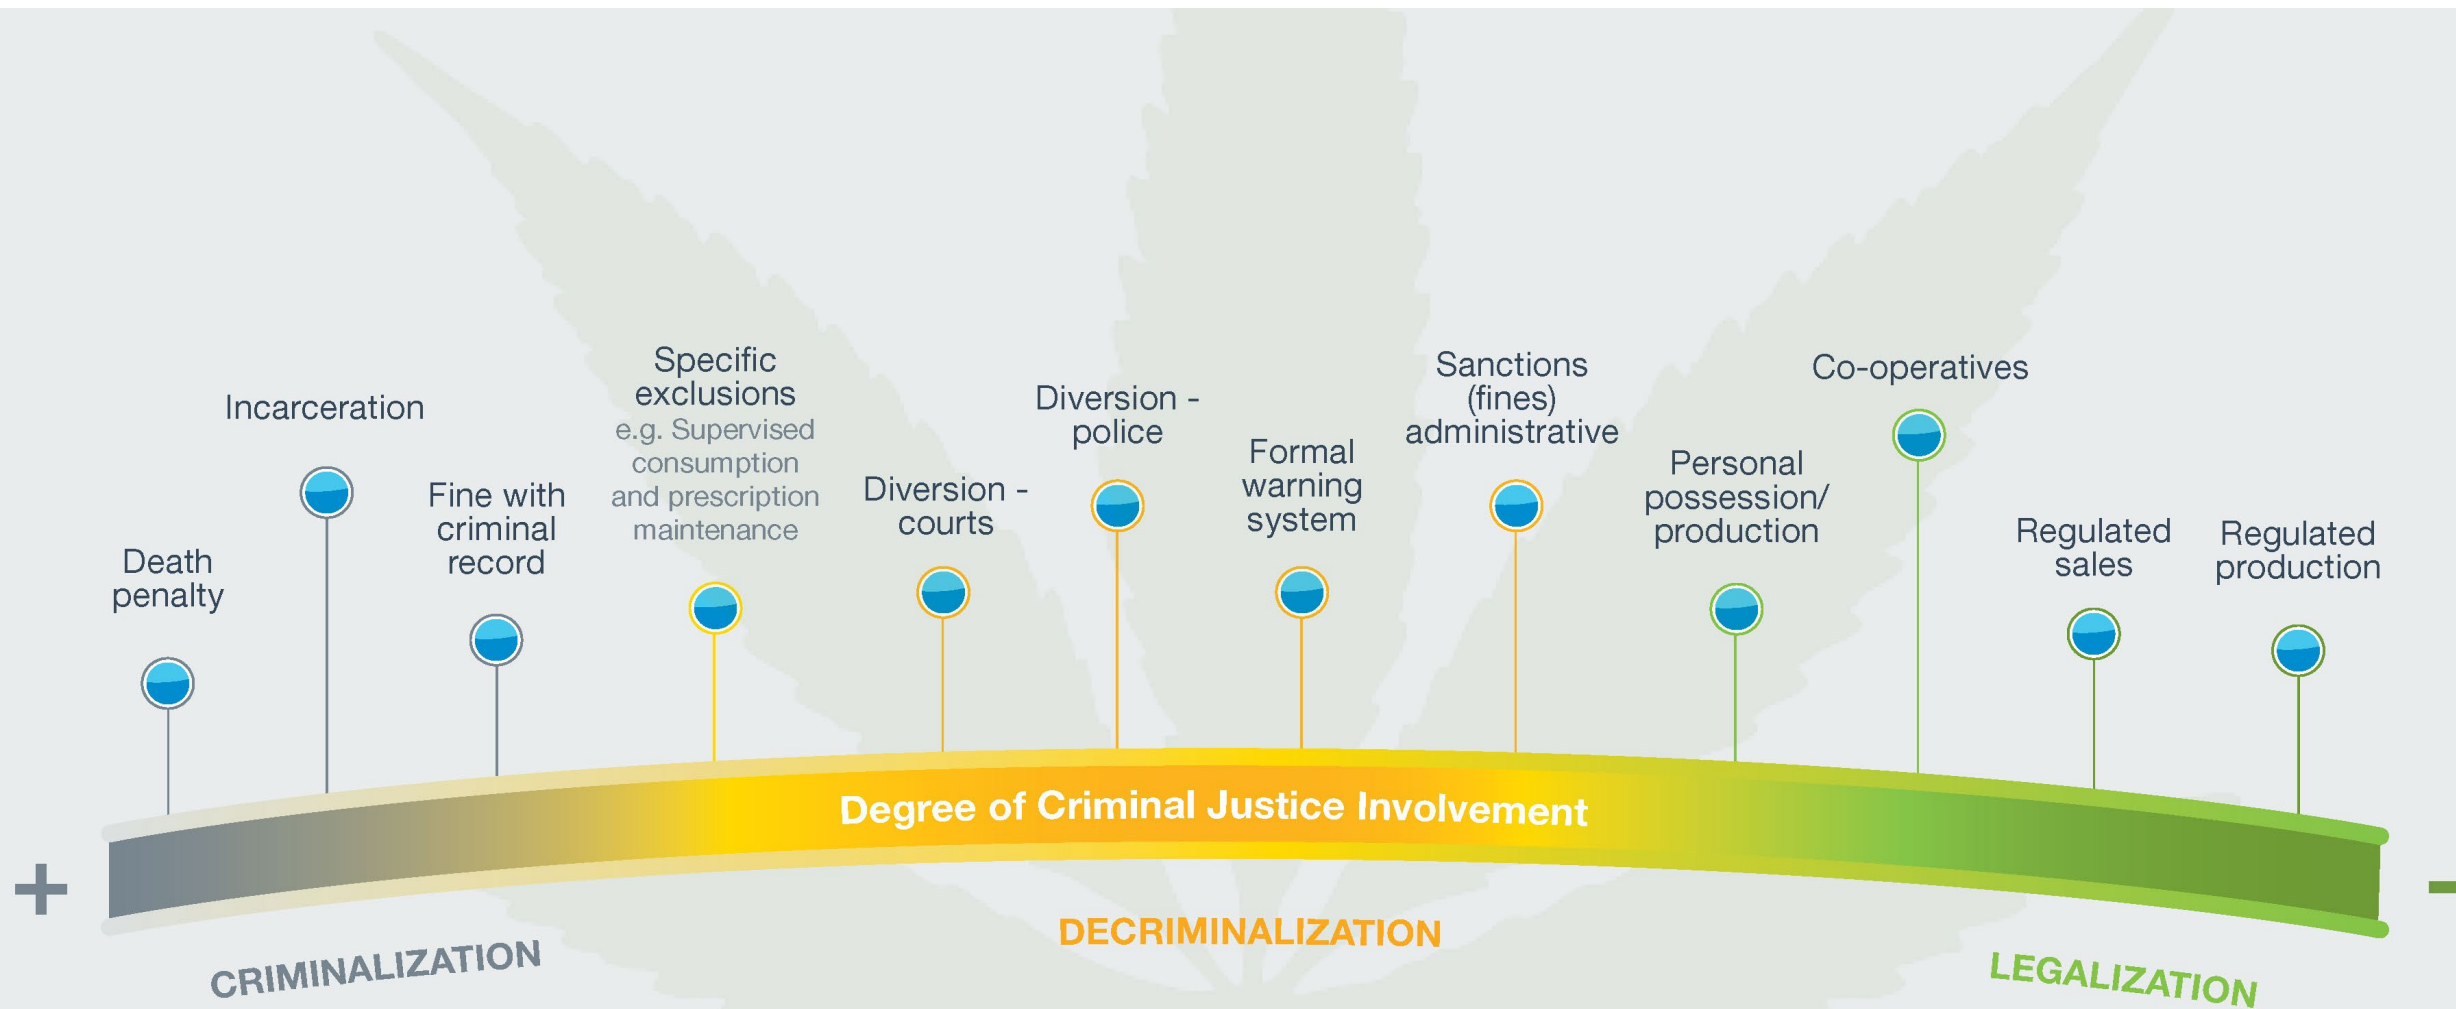 Death
penalty
Incarceration
Fine with
criminal
record
Specific
exclusions
e.g. Supervised
consumption
and prescription
maintenance
Diversion -
courts
Diversion -
police
Formal
warning
system
Sanctions
(fines)
administrative
Personal
possession/
production
Co-operatives
Regulated
sales
Regulated
production
Degree of Criminal Justice Involvement
+
−
CRIMINALIZATION
DECRIMINALIZATION
LEGALIZATION